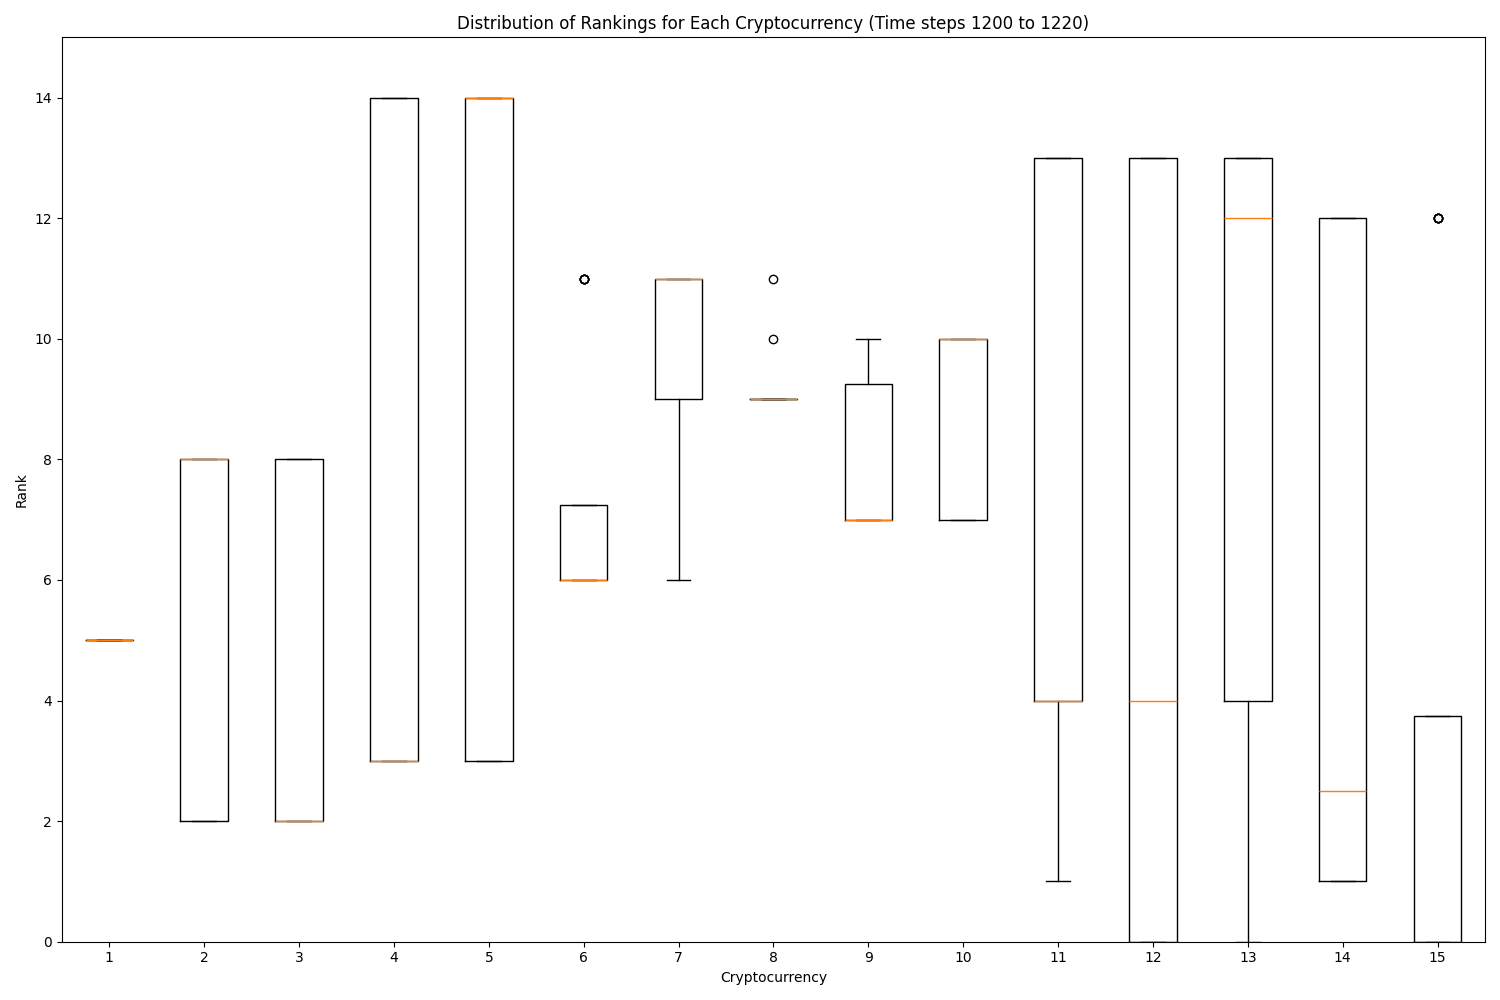 Distribution of Rankings for Each Cryptocurrency (Time steps 1200 to 1220)
Rank
14
12
10
8
6
4
2
0
1 2 3 4 5 6 7 8 9 10 11 12 13 14 15
Cryptocurrency